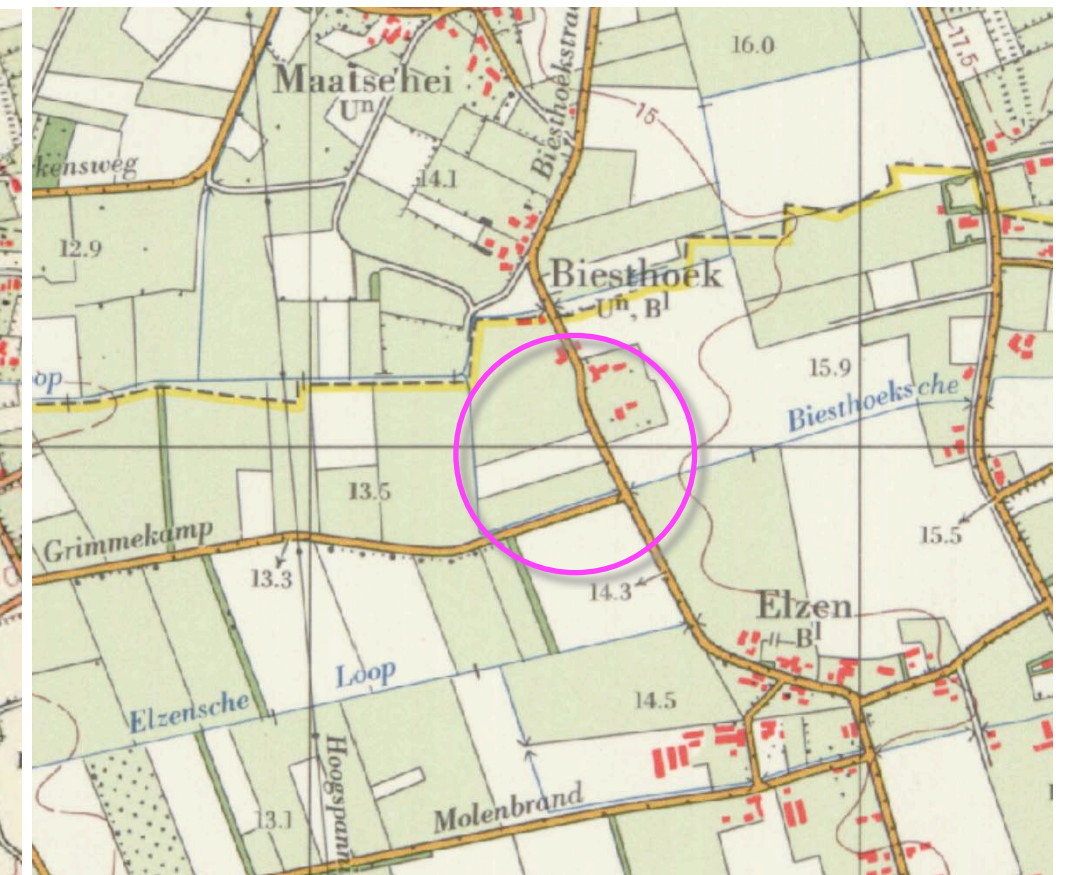 16.0
17.5
Maatsehei
Uⁿ
15
Biesthoekstraa
kensweg
14.1
12.9
Biesthoek
Uⁿ, Bˡ
15.9
op
Biesthoeksche
13.5
Grimmekamp
15.5
13.3
14.3
Elzen
Bˡ
Loop
Elzensche
14.5
Hoogspann
Molenbrand
13.1